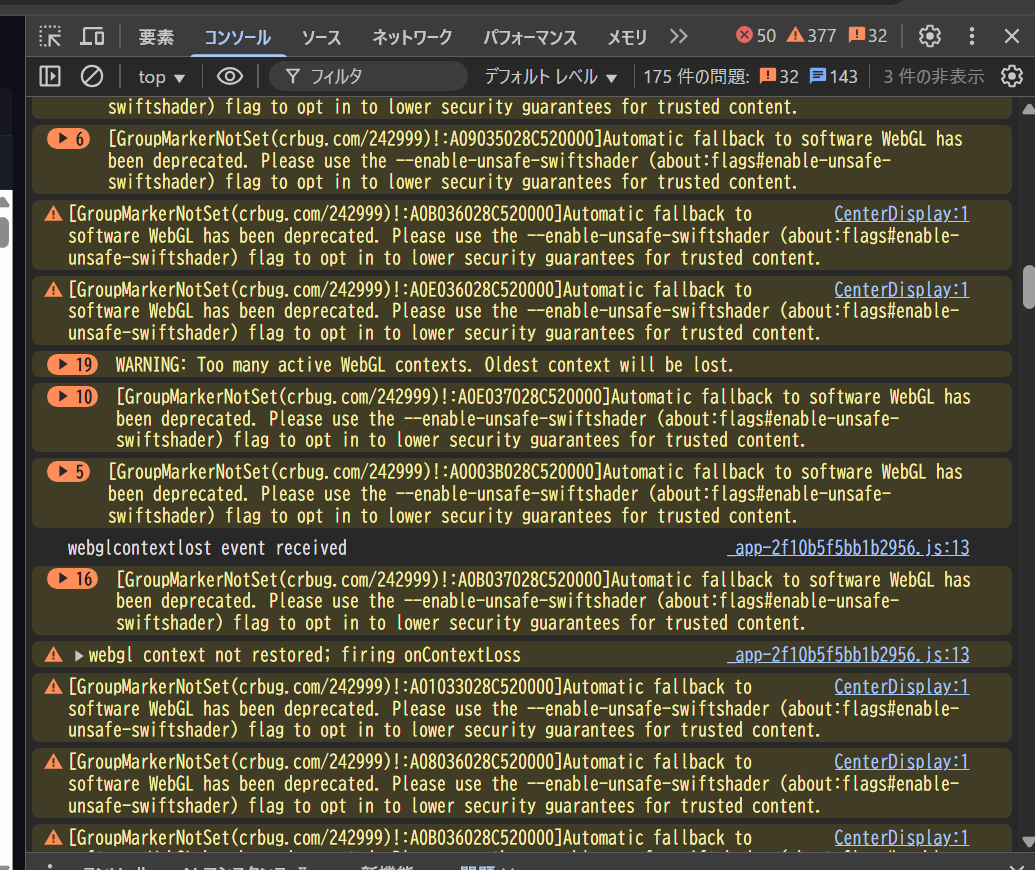 要素 コンソール ソース ネットワーク パフォーマンス メモリ 50 377 32
top フィルタ デフォルト レベル 175 件の問題: 32 143 3 件の非表示
swiftshader) flag to opt in to lower security guarantees for trusted content.
6 [GroupMarkerNotSet(crbug.com/242999)!:A09035028C520000]Automatic fallback to software WebGL has
been deprecated. Please use the --enable-unsafe-swiftshader (about:flags#enable-unsafe-
swiftshader) flag to opt in to lower security guarantees for trusted content.
[GroupMarkerNotSet(crbug.com/242999)!:A0B036028C520000]Automatic fallback to CenterDisplay:1
software WebGL has been deprecated. Please use the --enable-unsafe-swiftshader (about:flags#enable-
unsafe-swiftshader) flag to opt in to lower security guarantees for trusted content.
[GroupMarkerNotSet(crbug.com/242999)!:A0E036028C520000]Automatic fallback to CenterDisplay:1
software WebGL has been deprecated. Please use the --enable-unsafe-swiftshader (about:flags#enable-
unsafe-swiftshader) flag to opt in to lower security guarantees for trusted content.
19 WARNING: Too many active WebGL contexts. Oldest context will be lost.
10 [GroupMarkerNotSet(crbug.com/242999)!:A0E037028C520000]Automatic fallback to software WebGL has
been deprecated. Please use the --enable-unsafe-swiftshader (about:flags#enable-unsafe-
swiftshader) flag to opt in to lower security guarantees for trusted content.
5 [GroupMarkerNotSet(crbug.com/242999)!:A0003B028C520000]Automatic fallback to software WebGL has
been deprecated. Please use the --enable-unsafe-swiftshader (about:flags#enable-unsafe-
swiftshader) flag to opt in to lower security guarantees for trusted content.
webglcontextlost event received _app-2f10b5f5bb1b2956.js:13
16 [GroupMarkerNotSet(crbug.com/242999)!:A0B037028C520000]Automatic fallback to software WebGL has
been deprecated. Please use the --enable-unsafe-swiftshader (about:flags#enable-unsafe-
swiftshader) flag to opt in to lower security guarantees for trusted content.
webgl context not restored; firing onContextLoss _app-2f10b5f5bb1b2956.js:13
[GroupMarkerNotSet(crbug.com/242999)!:A01033028C520000]Automatic fallback to CenterDisplay:1
software WebGL has been deprecated. Please use the --enable-unsafe-swiftshader (about:flags#enable-
unsafe-swiftshader) flag to opt in to lower security guarantees for trusted content.
[GroupMarkerNotSet(crbug.com/242999)!:A08036028C520000]Automatic fallback to CenterDisplay:1
software WebGL has been deprecated. Please use the --enable-unsafe-swiftshader (about:flags#enable-
unsafe-swiftshader) flag to opt in to lower security guarantees for trusted content.
[GroupMarkerNotSet(crbug.com/242999)!:A0B036028C520000]Automatic fallback to CenterDisplay:1